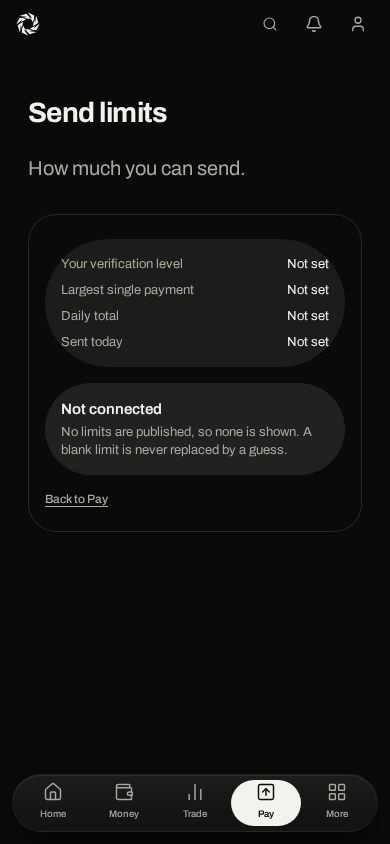 Send limits
How much you can send.
Your verification level Not set
Largest single payment Not set
Daily total Not set
Sent today Not set
Not connected
No limits are published, so none is shown. A
blank limit is never replaced by a guess.
Back to Pay
Home Money Trade Pay More